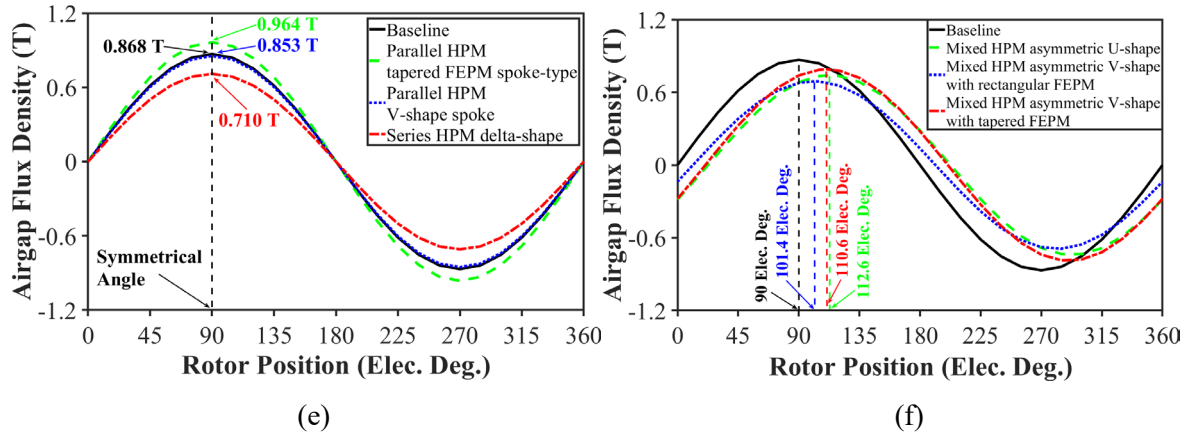 Airgap Flux Density (T)
1.2
0.6
0
-0.6
-1.2
0.964 T
0.868 T
0.853 T
0.710 T
Baseline
Parallel HPM
tapered FEPM spoke-type
Parallel HPM
V-shape spoke
Series HPM delta-shape
Symmetrical
Angle
0 45 90 135 180 225 270 315 360
Rotor Position (Elec. Deg.)
(e)
Airgap Flux Density (T)
1.2
0.6
0
-0.6
-1.2
Baseline
Mixed HPM asymmetric U-shape
Mixed HPM asymmetric V-shape
with rectangular FEPM
Mixed HPM asymmetric V-shape
with tapered FEPM
90 Elec. Deg.
101.4 Elec. Deg.
110.6 Elec. Deg.
112.6 Elec. Deg.
0 45 90 135 180 225 270 315 360
Rotor Position (Elec. Deg.)
(f)